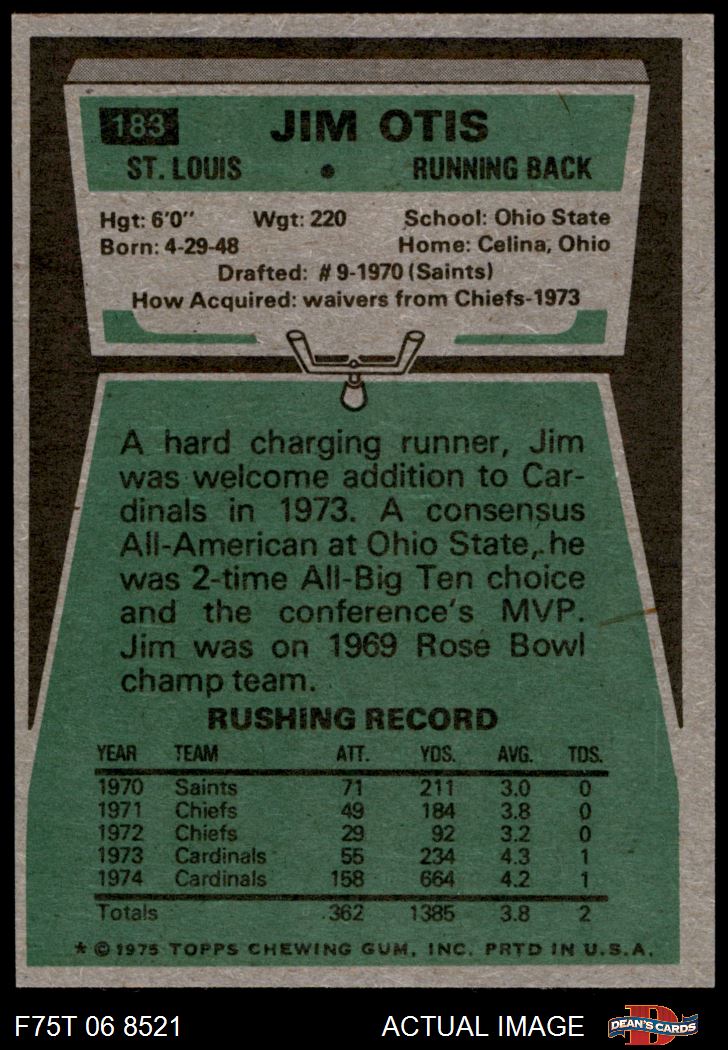 183 JIM OTIS
ST. LOUIS • RUNNING BACK
Hgt: 6'0" Wgt: 220 School: Ohio State
Born: 4-29-48 Home: Celina, Ohio
Drafted: #9-1970 (Saints)
How Acquired: waivers from Chiefs-1973
A hard charging runner, Jim
was welcome addition to Car-
dinals in 1973. A consensus
All-American at Ohio State, he
was 2-time All-Big Ten choice
and the conference's MVP.
Jim was on 1969 Rose Bowl
champ team.
RUSHING RECORD
YEAR TEAM ATT. YDS. AVG. TDS.
1970 Saints 71 211 3.0 0
1971 Chiefs 49 184 3.8 0
1972 Chiefs 29 92 3.2 0
1973 Cardinals 55 234 4.3 1
1974 Cardinals 158 664 4.2 1
Totals 362 1385 3.8 2
* © 1975 TOPPS CHEWING GUM, INC. PRTD IN U.S.A.
F75T 06 8521 ACTUAL IMAGE DEAN'S CARDS